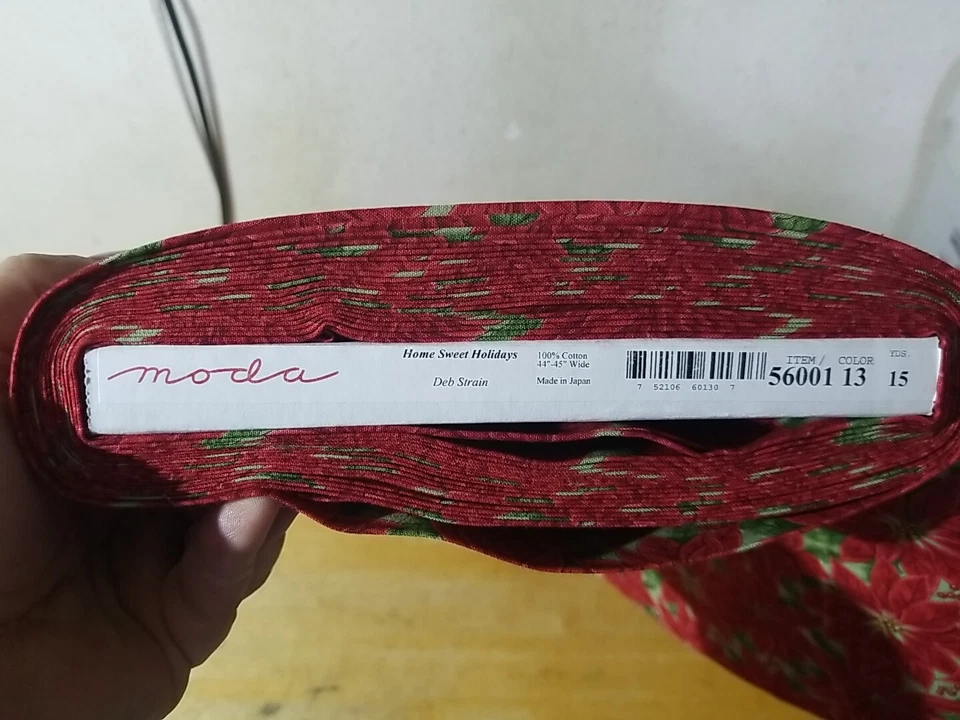 moda
Home Sweet Holidays
Deb Strain
100% Cotton
44"-45" Wide
Made in Japan
7 52106 60130 7
ITEM / COLOR
56001 13
YDS.
15